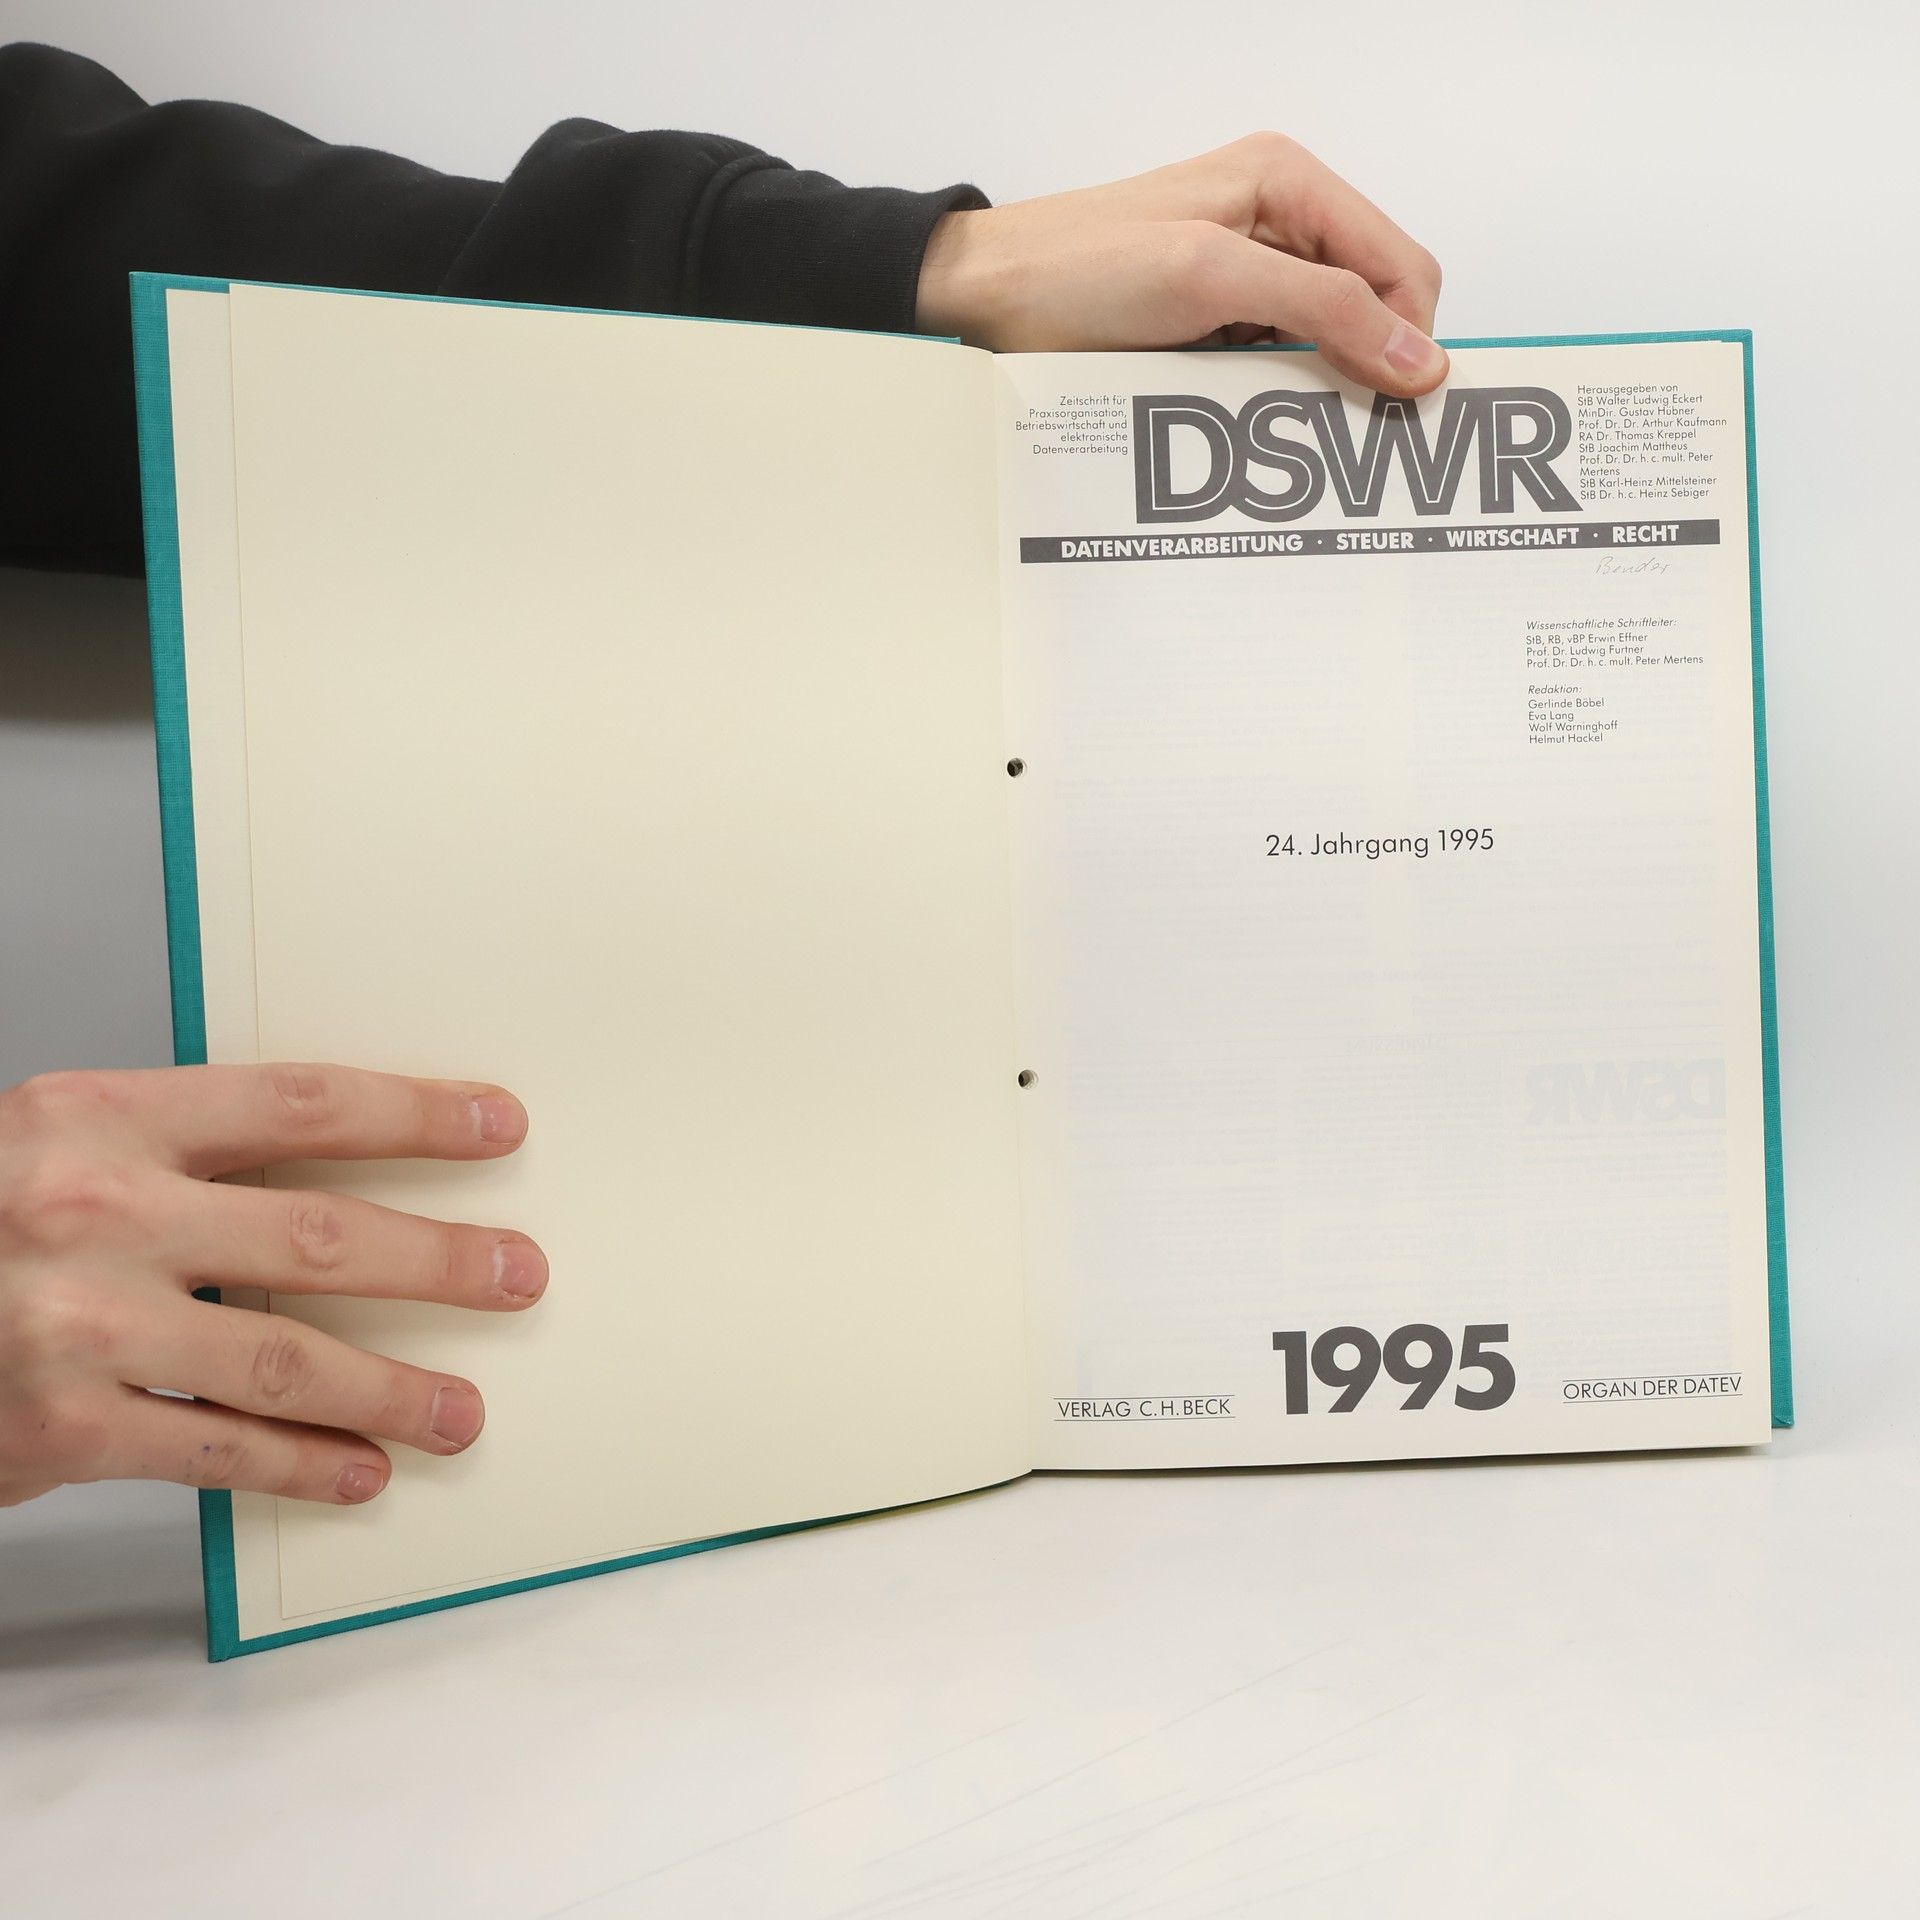 Zeitschrift für
Praxisorganisation,
Betriebswirtschaft und
elektronische
Datenverarbeitung
DSWR
Herausgegeben von
StB Walter Ludwig Eckert
MinDir. Gustav Hübner
Prof. Dr. Dr. Arthur Kaufmann
RA Dr. Thomas Kreppel
StB Joachim Mattheus
Prof. Dr. Dr. h. c. mult. Peter
Mertens
StB Karl-Heinz Mittelsteiner
StB Dr. h. c. Heinz Sebiger
DATENVERARBEITUNG · STEUER · WIRTSCHAFT · RECHT
Bender
Wissenschaftliche Schriftleiter:
StB, RB, vBP Erwin Effner
Prof. Dr. Ludwig Furtner
Prof. Dr. Dr. h. c. mult. Peter Mertens
Redaktion:
Gerlinde Böbel
Eva Lang
Wolf Warninghoff
Helmut Hackel
24. Jahrgang 1995
1995
VERLAG C.H.BECK
ORGAN DER DATEV